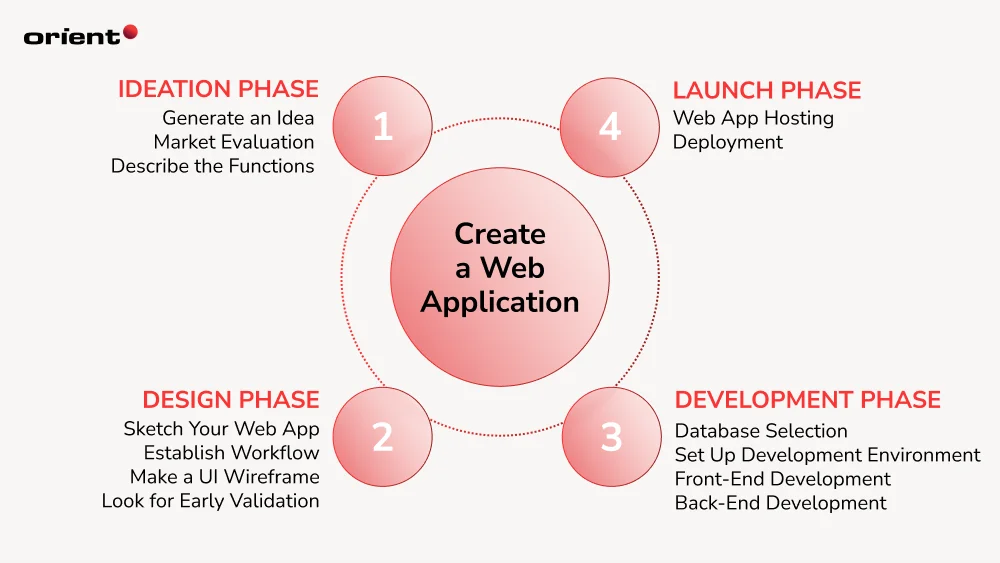 orient
IDEATION PHASE
Generate an Idea
Market Evaluation
Describe the Functions
1
4
LAUNCH PHASE
Web App Hosting
Deployment
Create
a Web
Application
DESIGN PHASE
Sketch Your Web App
Establish Workflow
Make a UI Wireframe
Look for Early Validation
2
3
DEVELOPMENT PHASE
Database Selection
Set Up Development Environment
Front-End Development
Back-End Development